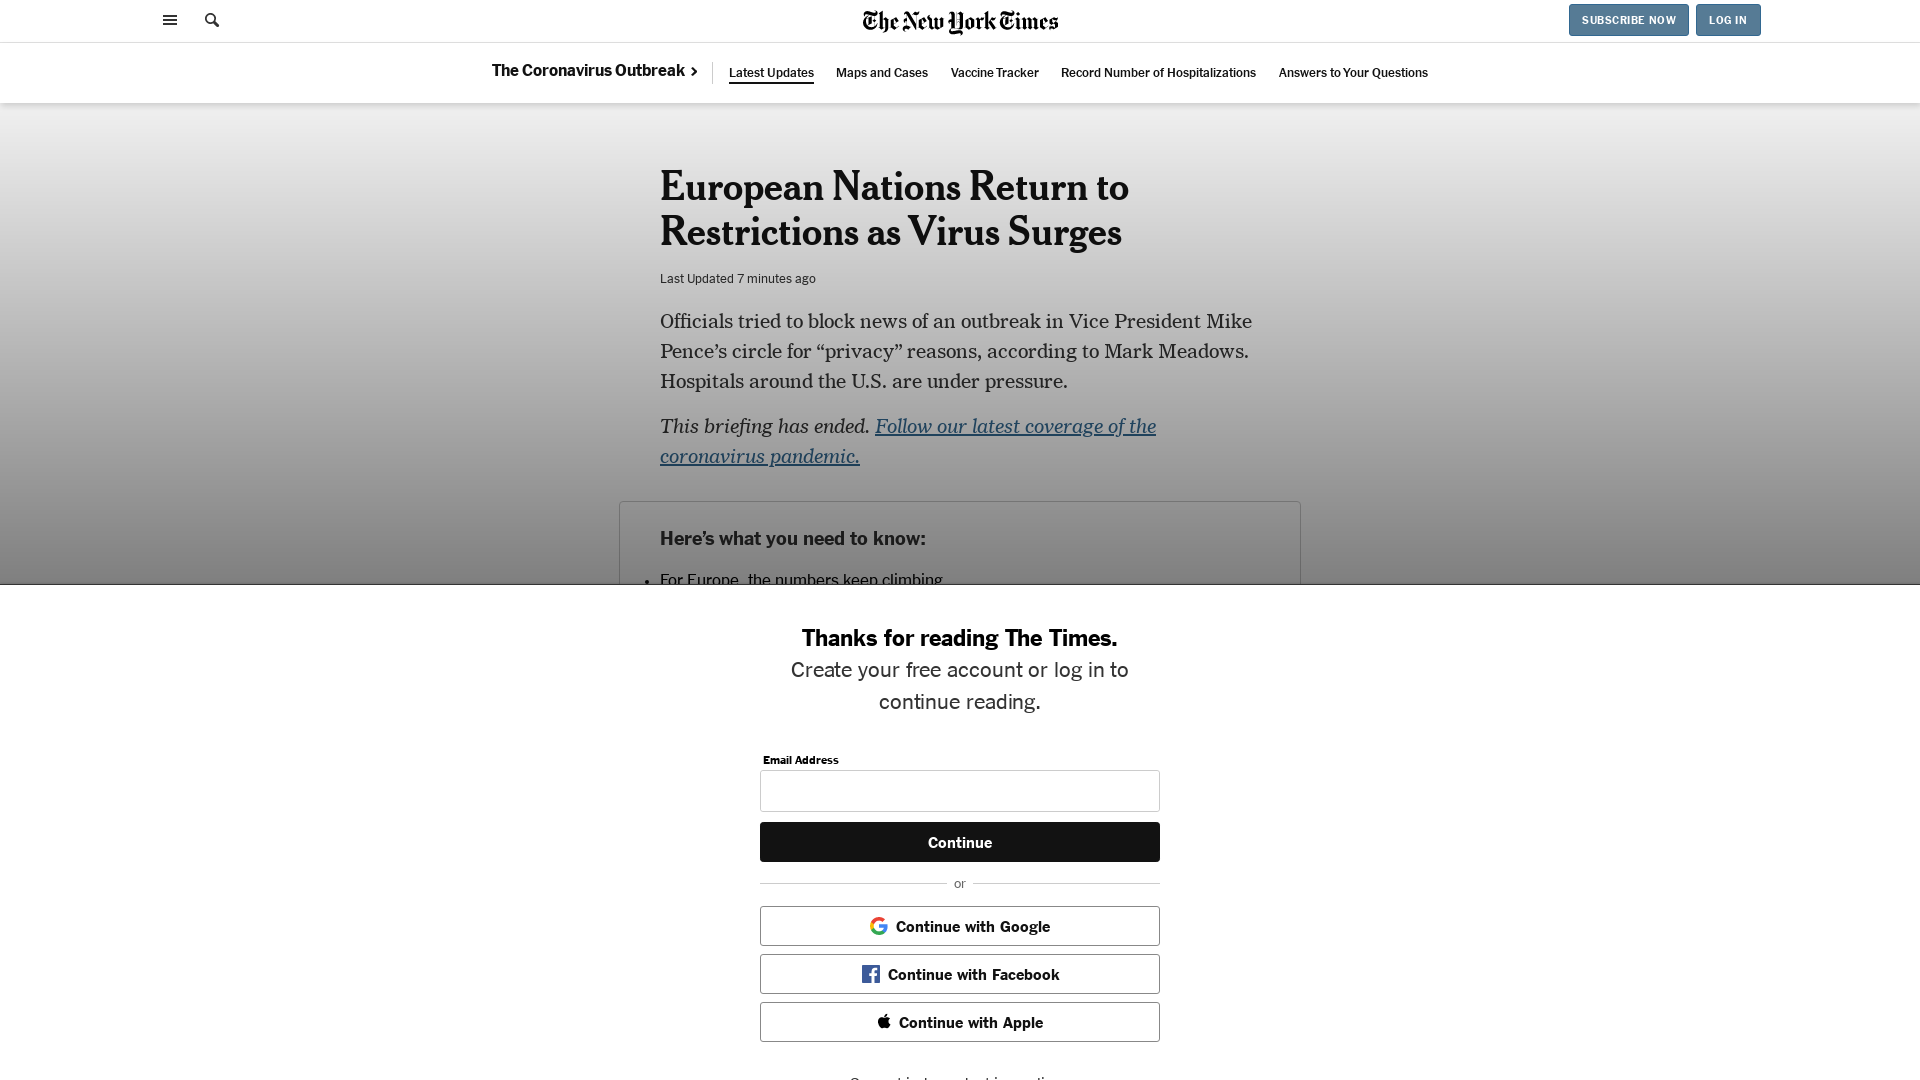 The New York Times
SUBSCRIBE NOW
LOG IN
The Coronavirus Outbreak
Latest Updates
Maps and Cases
Vaccine Tracker
Record Number of Hospitalizations
Answers to Your Questions
European Nations Return to
Restrictions as Virus Surges
Last Updated 7 minutes ago
Officials tried to block news of an outbreak in Vice President Mike
Pence’s circle for “privacy” reasons, according to Mark Meadows.
Hospitals around the U.S. are under pressure.
This briefing has ended. Follow our latest coverage of the
coronavirus pandemic.
Here’s what you need to know:
• For Europe, the numbers keep climbing
Thanks for reading The Times.
Create your free account or log in to
continue reading.
Email Address
Continue
or
Continue with Google
Continue with Facebook
Continue with Apple